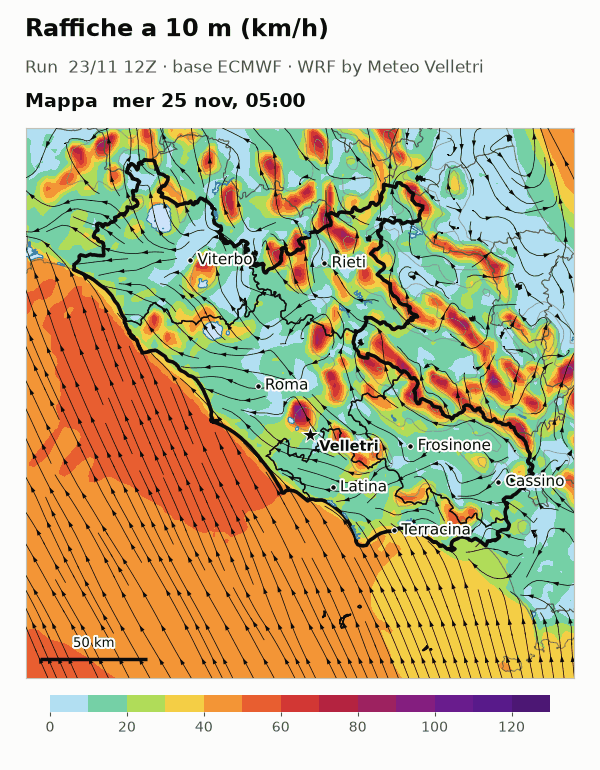 Raffiche a 10 m (km/h)
Run  23/11 12Z · base ECMWF · WRF by Meteo Velletri
Mappa  mer 25 nov, 05:00
Viterbo
Rieti
Roma
Velletri
Frosinone
Cassino
Latina
Terracina
50 km
0 20 40 60 80 100 120